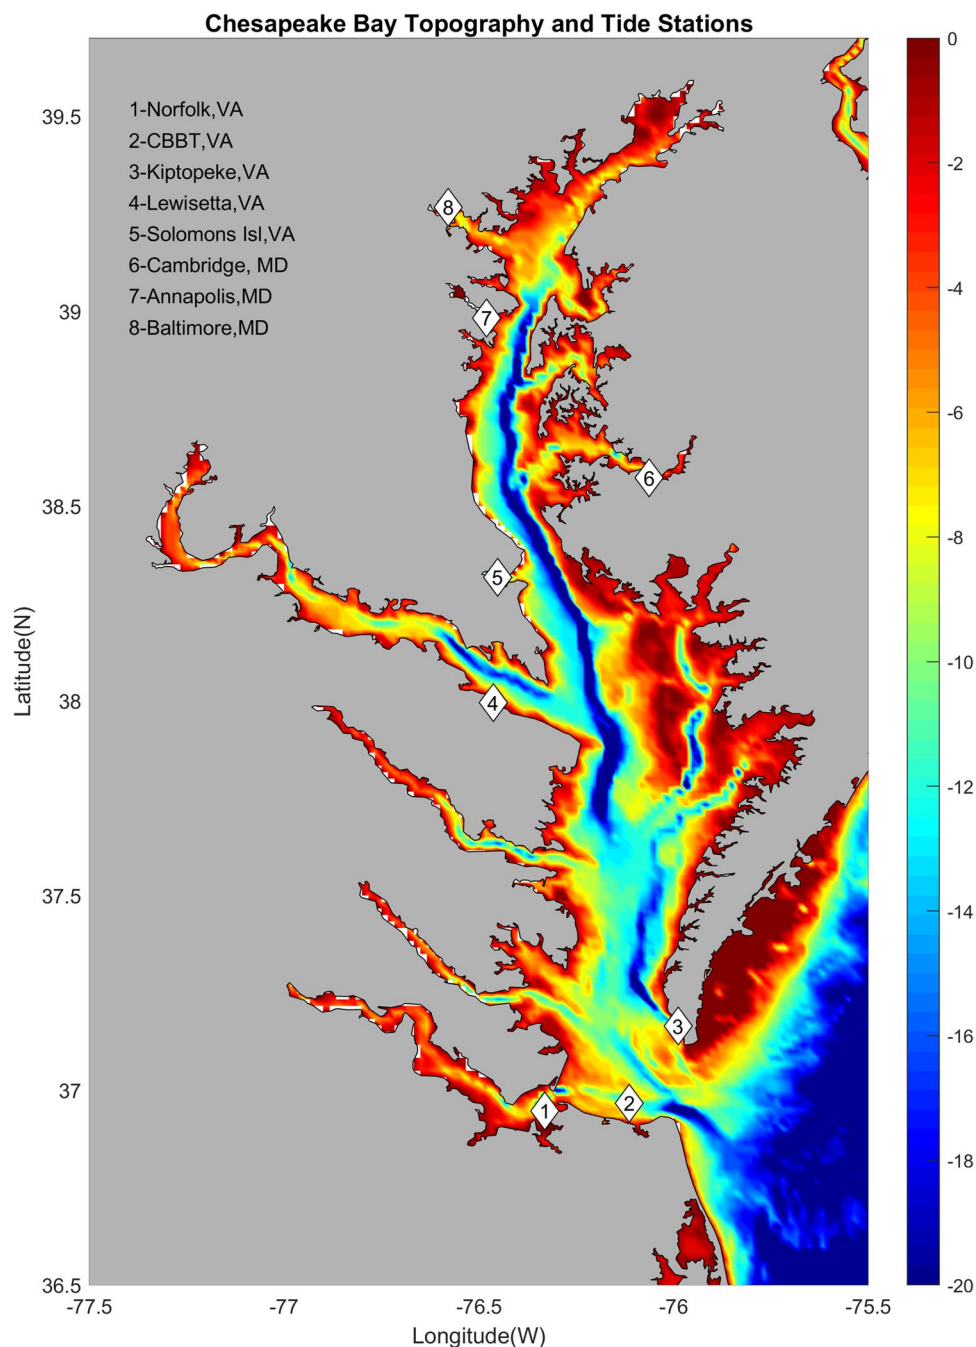 Chesapeake Bay Topography and Tide Stations
1-Norfolk,VA
2-CBBT,VA
3-Kiptopeke,VA
4-Lewisetta,VA
5-Solomons Isl,VA
6-Cambridge, MD
7-Annapolis,MD
8-Baltimore,MD
8
7
6
5
4
3
2
1
39.5
39
38.5
38
37.5
37
36.5
Latitude(N)
-77.5
-77
-76.5
-76
-75.5
Longitude(W)
0
-2
-4
-6
-8
-10
-12
-14
-16
-18
-20